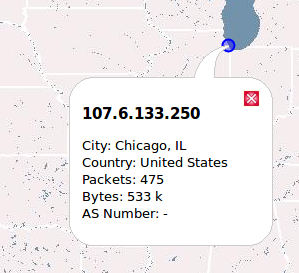 107.6.133.250
City: Chicago, IL
Country: United States
Packets: 475
Bytes: 533 k
AS Number: -